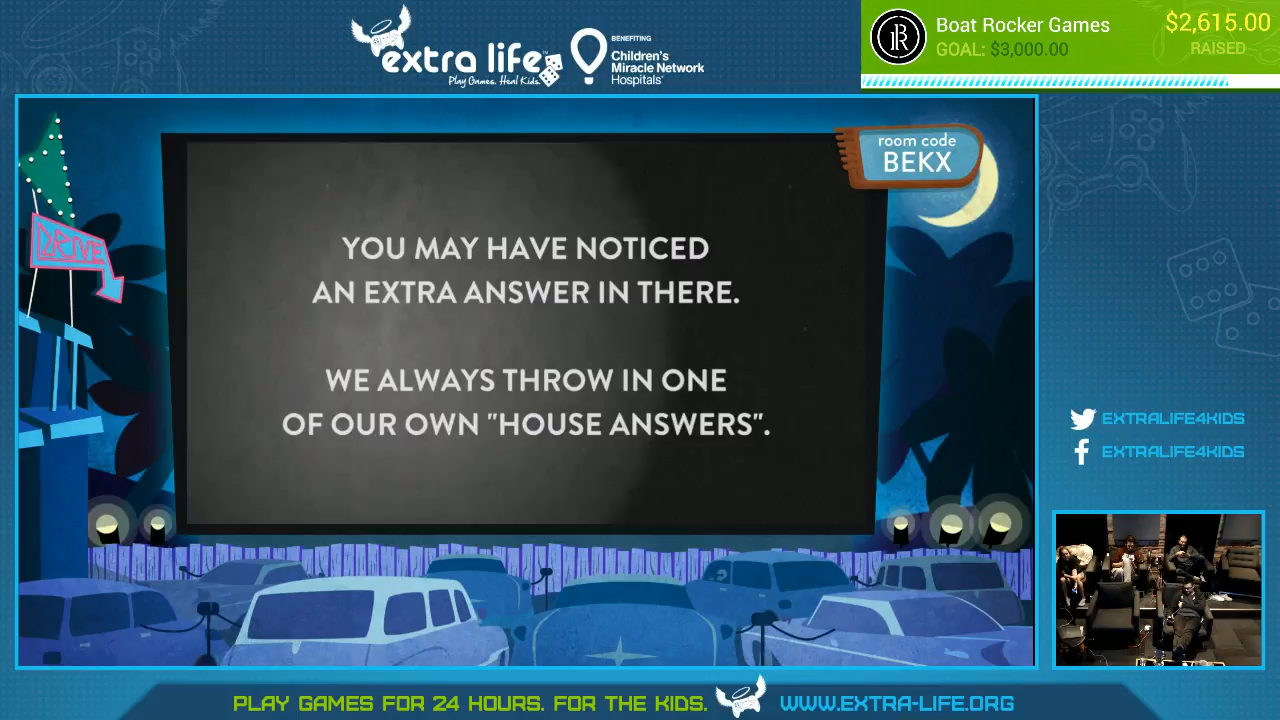 extra life™
Play Games. Heal Kids.
BENEFITING
Children's
Miracle Network
Hospitals
Boat Rocker Games
GOAL: $3,000.00
$2,615.00
RAISED
room code
BEKX
DRIVE
YOU MAY HAVE NOTICED
AN EXTRA ANSWER IN THERE.
WE ALWAYS THROW IN ONE
OF OUR OWN "HOUSE ANSWERS".
EXTRALIFE4KIDS
EXTRALIFE4KIDS
PLAY GAMES FOR 24 HOURS. FOR THE KIDS.
WWW.EXTRA-LIFE.ORG